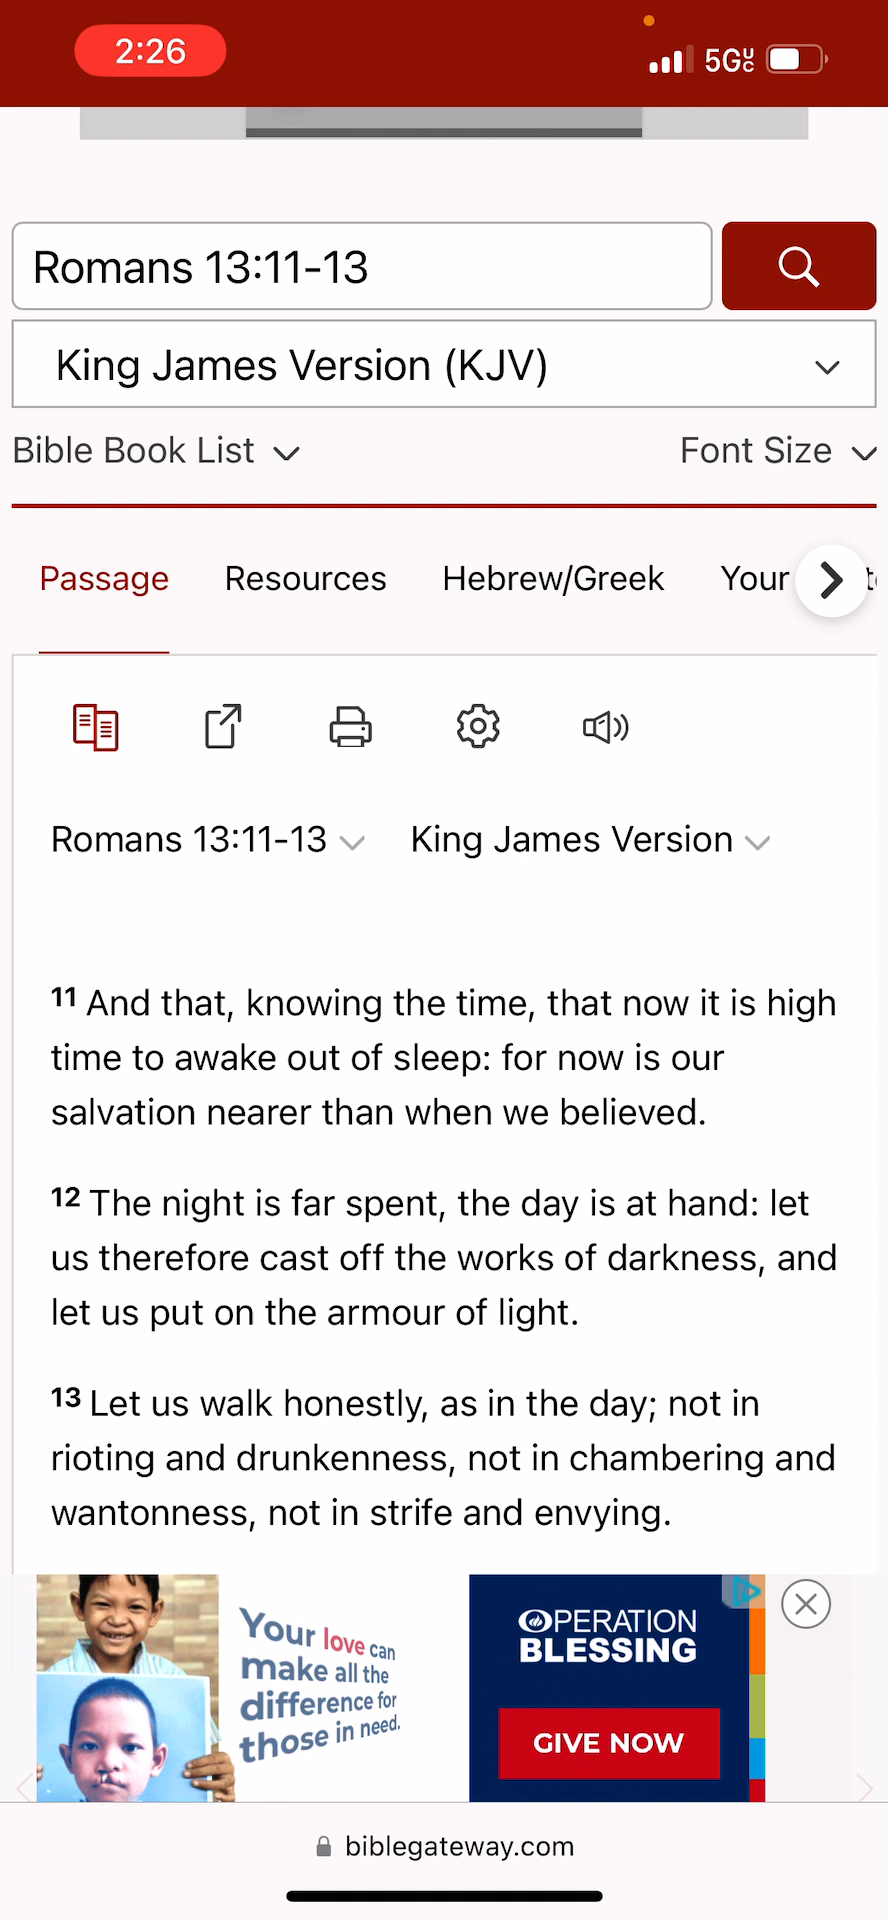 2:26
5G UC
Romans 13:11-13
King James Version (KJV)
Bible Book List
Font Size
Passage Resources Hebrew/Greek Your
Romans 13:11-13 King James Version
11 And that, knowing the time, that now it is high
time to awake out of sleep: for now is our
salvation nearer than when we believed.
12 The night is far spent, the day is at hand: let
us therefore cast off the works of darkness, and
let us put on the armour of light.
13 Let us walk honestly, as in the day; not in
rioting and drunkenness, not in chambering and
wantonness, not in strife and envying.
Your love can
make all the
difference for
those in need.
OPERATION
BLESSING
GIVE NOW
biblegateway.com